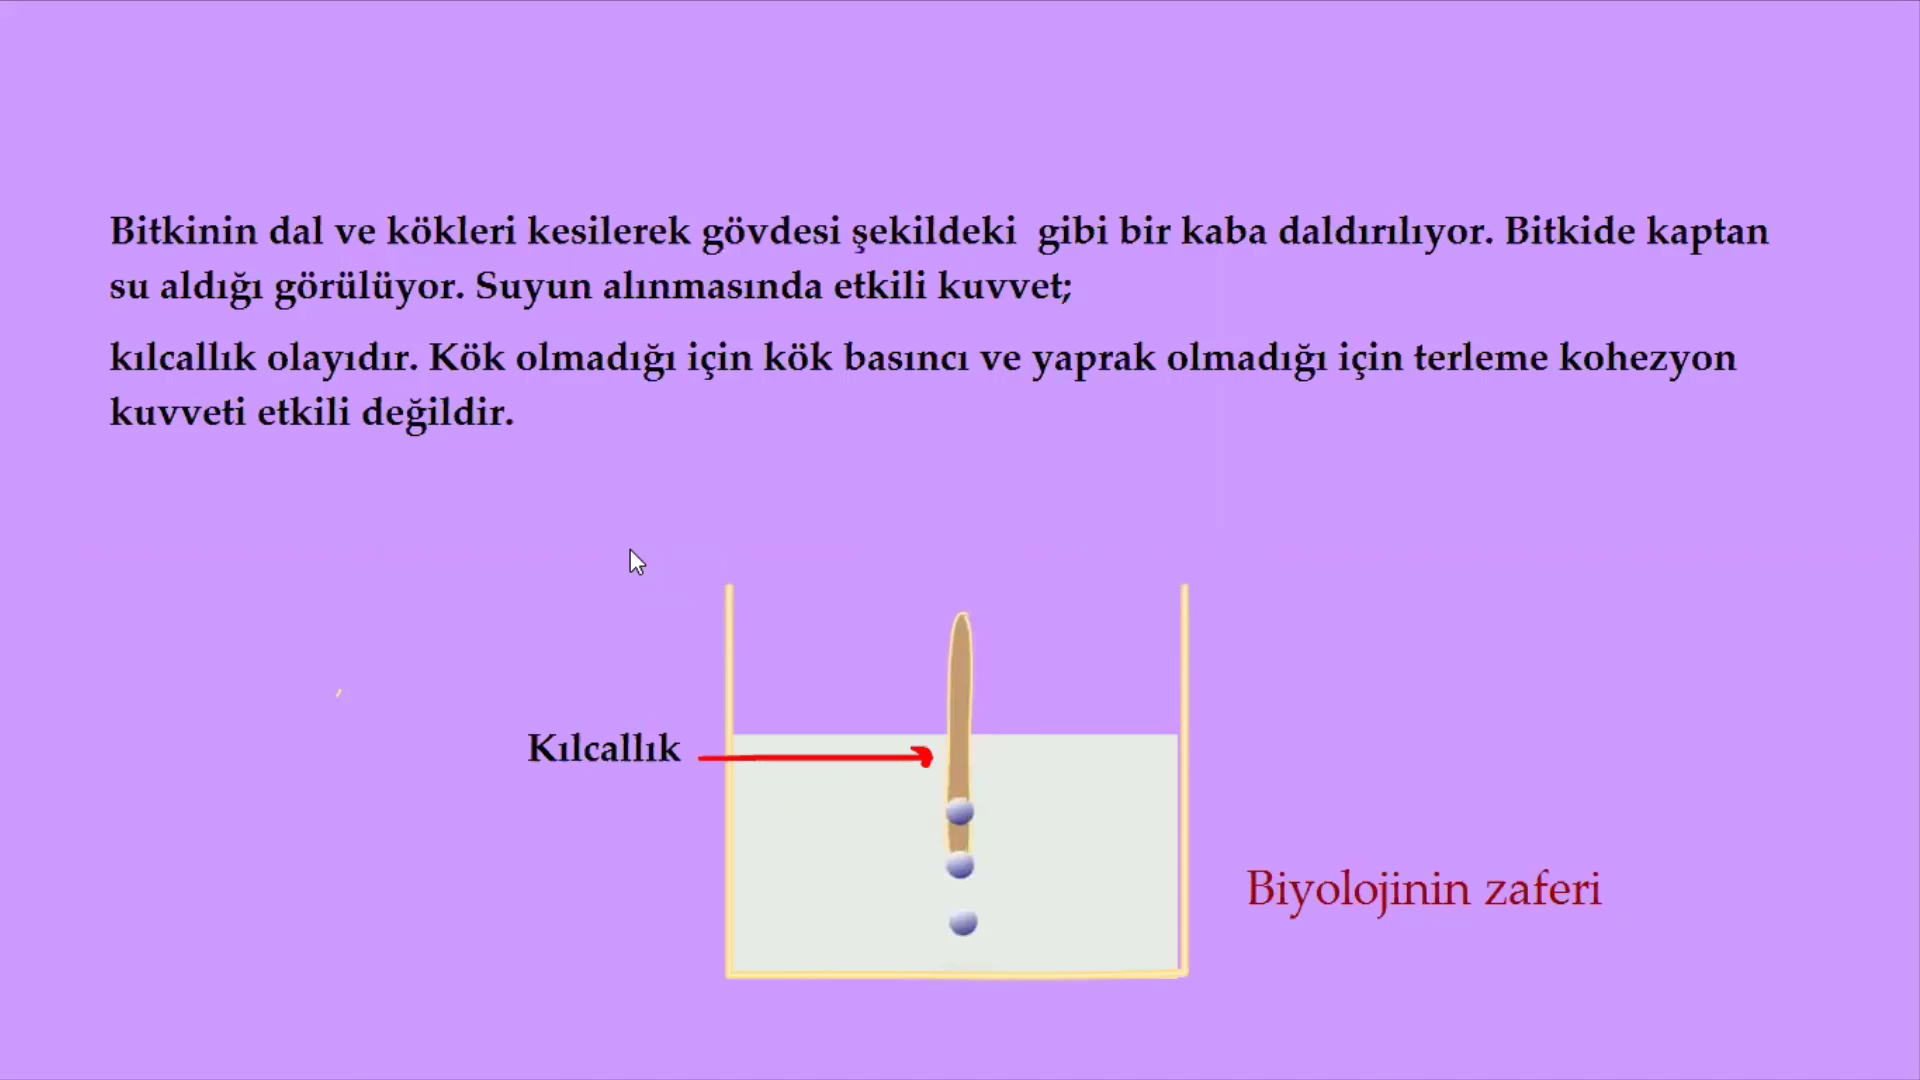 Bitkinin dal ve kökleri kesilerek gövdesi şekildeki gibi bir kaba daldırılıyor. Bitkide kaptan
su aldığı görülüyor. Suyun alınmasında etkili kuvvet;
kılcallık olayıdır. Kök olmadığı için kök basıncı ve yaprak olmadığı için terleme kohezyon
kuvveti etkili değildir.
Kılcallık
Biyolojinin zaferi